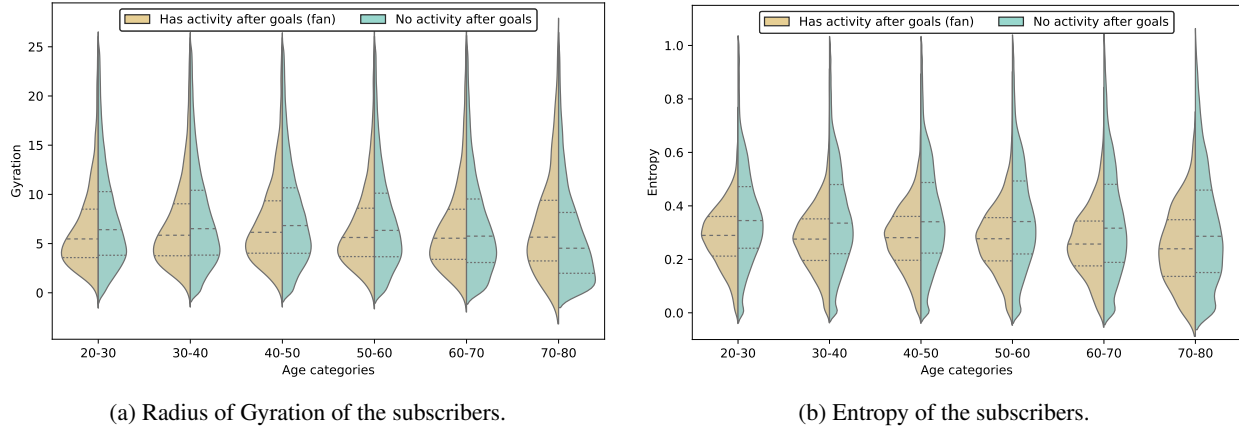 Has activity after goals (fan)
No activity after goals
25
20
15
10
5
0
Gyration
20-30
30-40
40-50
50-60
60-70
70-80
Age categories
(a) Radius of Gyration of the subscribers.
Has activity after goals (fan)
No activity after goals
1.0
0.8
0.6
0.4
0.2
0.0
Entropy
20-30
30-40
40-50
50-60
60-70
70-80
Age categories
(b) Entropy of the subscribers.